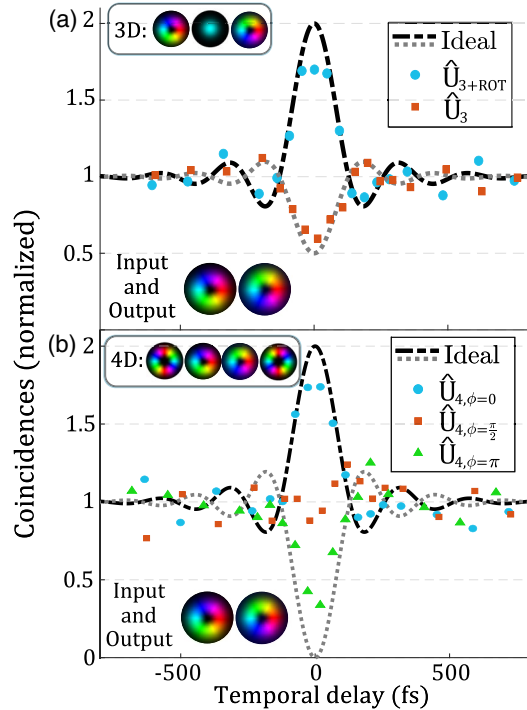 (a)
3D:
2
1.5
1
0.5
Ideal
Û3+ROT
Û3
Input
and
Output
(b)
4D:
2
1.5
1
0.5
0
Ideal
Û4,ϕ=0
Û4,ϕ=π/2
Û4,ϕ=π
Input
and
Output
-500
0
500
Temporal delay (fs)
Coincidences (normalized)